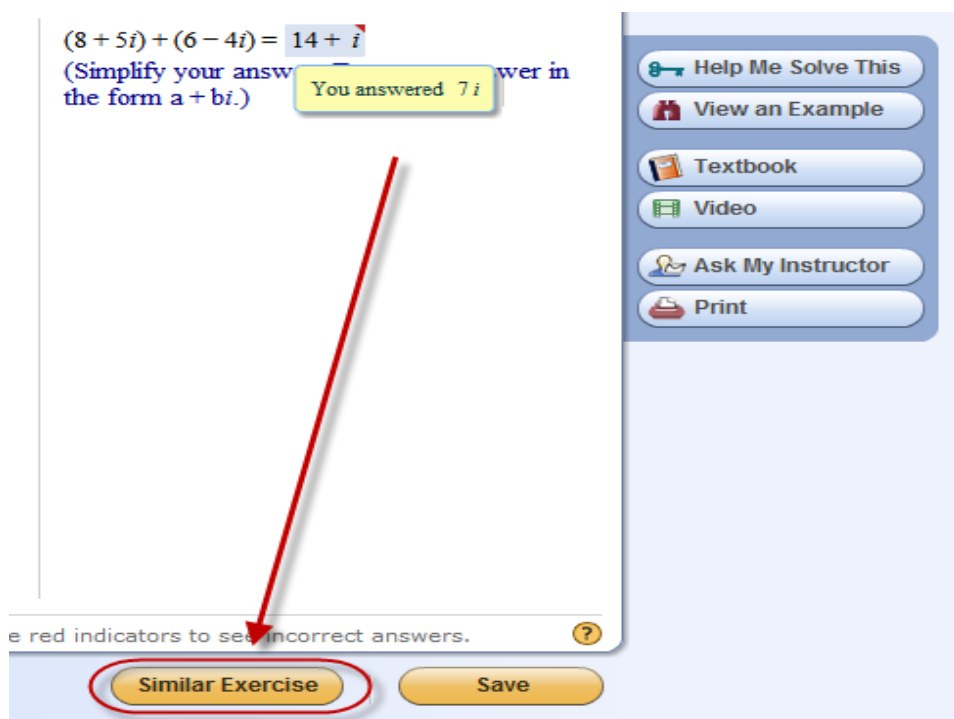 (8 + 5i) + (6 − 4i) = 14 + i
(Simplify your answ wer in
the form a + bi.)
You answered 7i
Help Me Solve This
View an Example
Textbook
Video
Ask My Instructor
Print
e red indicators to see incorrect answers. ?
Similar Exercise
Save